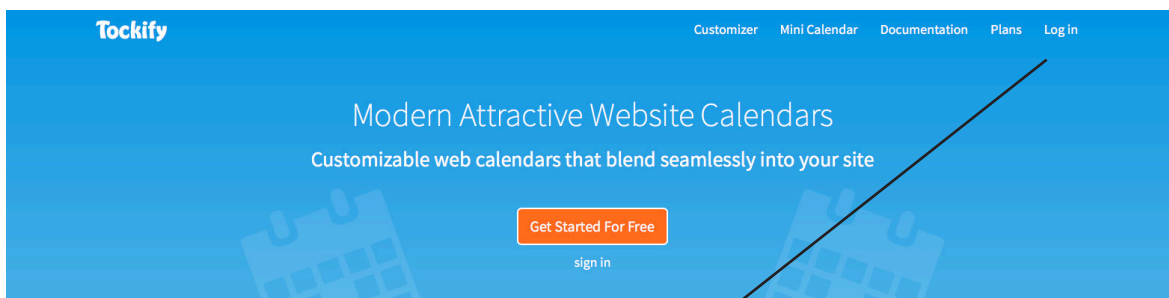 Tockify
Customizer Mini Calendar Documentation Plans Log in
Modern Attractive Website Calendars
Customizable web calendars that blend seamlessly into your site
Get Started For Free
sign in